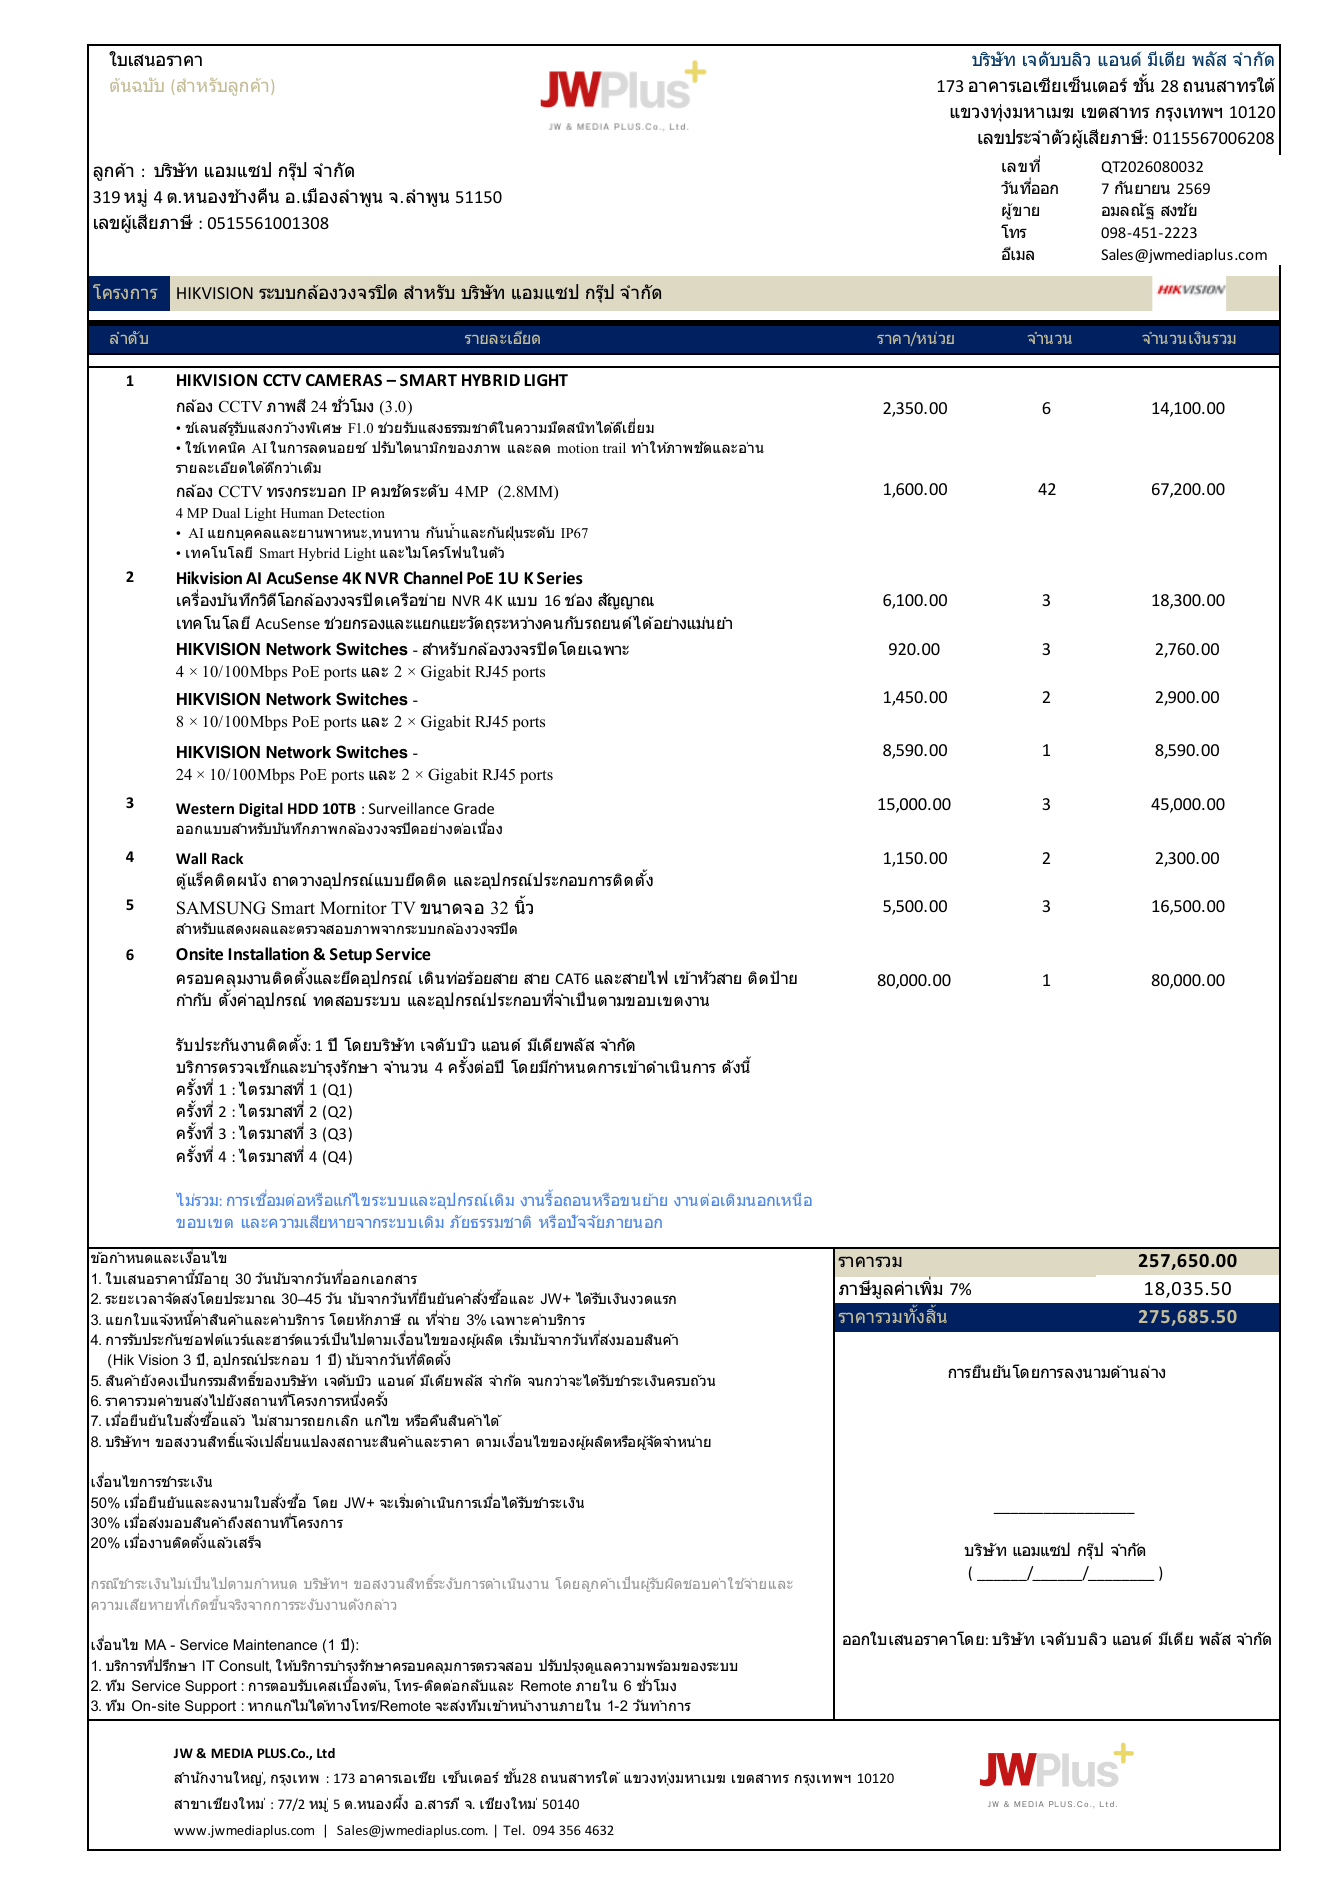 ใบเสนอราคา
ต้นฉบับ (สำหรับลูกค้า)
JWPlus+
JW & MEDIA PLUS.Co., Ltd.
บริษัท เจดับบลิว แอนด์ มีเดีย พลัส จำกัด
173 อาคารเอเซียเซ็นเตอร์ ชั้น 28 ถนนสาทรใต้
แขวงทุ่งมหาเมฆ เขตสาทร กรุงเทพฯ 10120
เลขประจำตัวผู้เสียภาษี: 0115567006208
ลูกค้า : บริษัท แอมแซป กรุ๊ป จำกัด
319 หมู่ 4 ต.หนองช้างคืน อ.เมืองลำพูน จ.ลำพูน 51150
เลขผู้เสียภาษี : 0515561001308
เลขที่ QT2026080032
วันที่ออก 7 กันยายน 2569
ผู้ขาย อมลณัฐ สงชัย
โทร 098-451-2223
อีเมล Sales@jwmediaplus.com
โครงการ HIKVISION ระบบกล้องวงจรปิด สำหรับ บริษัท แอมแซป กรุ๊ป จำกัด HIKVISION
ลำดับ รายละเอียด ราคา/หน่วย จำนวน จำนวนเงินรวม
1 HIKVISION CCTV CAMERAS – SMART HYBRID LIGHT
กล้อง CCTV ภาพสี 24 ชั่วโมง (3.0) 2,350.00 6 14,100.00
• ชเลนส์รูรับแสงกว้างพิเศษ F1.0 ช่วยรับแสงธรรมชาติในความมืดสนิทได้ดีเยี่ยม
• ใช้เทคนิค AI ในการลดนอยซ์ ปรับไดนามิกของภาพ และลด motion trail ทำให้ภาพชัดและอ่าน
รายละเอียดได้ดีกว่าเดิม
กล้อง CCTV ทรงกระบอก IP คมชัดระดับ 4MP (2.8MM) 1,600.00 42 67,200.00
4 MP Dual Light Human Detection
• AI แยกบุคคลและยานพาหนะ,ทนทาน กันน้ำและกันฝุ่นระดับ IP67
• เทคโนโลยี Smart Hybrid Light และไมโครโฟนในตัว
2 Hikvision AI AcuSense 4K NVR Channel PoE 1U K Series
เครื่องบันทึกวิดีโอกล้องวงจรปิดเครือข่าย NVR 4K แบบ 16 ช่อง สัญญาณ 6,100.00 3 18,300.00
เทคโนโลยี AcuSense ช่วยกรองและแยกแยะวัตถุระหว่างคนกับรถยนต์ได้อย่างแม่นยำ
HIKVISION Network Switches - สำหรับกล้องวงจรปิดโดยเฉพาะ 920.00 3 2,760.00
4 × 10/100Mbps PoE ports และ 2 × Gigabit RJ45 ports
HIKVISION Network Switches - 1,450.00 2 2,900.00
8 × 10/100Mbps PoE ports และ 2 × Gigabit RJ45 ports
HIKVISION Network Switches - 8,590.00 1 8,590.00
24 × 10/100Mbps PoE ports และ 2 × Gigabit RJ45 ports
3 Western Digital HDD 10TB : Surveillance Grade 15,000.00 3 45,000.00
ออกแบบสำหรับบันทึกภาพกล้องวงจรปิดอย่างต่อเนื่อง
4 Wall Rack 1,150.00 2 2,300.00
ตู้แร็คติดผนัง ถาดวางอุปกรณ์แบบยึดติด และอุปกรณ์ประกอบการติดตั้ง
5 SAMSUNG Smart Mornitor TV ขนาดจอ 32 นิ้ว 5,500.00 3 16,500.00
สำหรับแสดงผลและตรวจสอบภาพจากระบบกล้องวงจรปิด
6 Onsite Installation & Setup Service
ครอบคลุมงานติดตั้งและยึดอุปกรณ์ เดินท่อร้อยสาย สาย CAT6 และสายไฟ เข้าหัวสาย ติดป้าย 80,000.00 1 80,000.00
กำกับ ตั้งค่าอุปกรณ์ ทดสอบระบบ และอุปกรณ์ประกอบที่จำเป็นตามขอบเขตงาน
รับประกันงานติดตั้ง: 1 ปี โดยบริษัท เจดับบิว แอนด์ มีเดียพลัส จำกัด
บริการตรวจเช็กและบำรุงรักษา จำนวน 4 ครั้งต่อปี โดยมีกำหนดการเข้าดำเนินการ ดังนี้
ครั้งที่ 1 : ไตรมาสที่ 1 (Q1)
ครั้งที่ 2 : ไตรมาสที่ 2 (Q2)
ครั้งที่ 3 : ไตรมาสที่ 3 (Q3)
ครั้งที่ 4 : ไตรมาสที่ 4 (Q4)
ไม่รวม: การเชื่อมต่อหรือแก้ไขระบบและอุปกรณ์เดิม งานรื้อถอนหรือขนย้าย งานต่อเติมนอกเหนือ
ขอบเขต และความเสียหายจากระบบเดิม ภัยธรรมชาติ หรือปัจจัยภายนอก
ราคารวม 257,650.00
ภาษีมูลค่าเพิ่ม 7% 18,035.50
ราคารวมทั้งสิ้น 275,685.50
ข้อกำหนดและเงื่อนไข
1. ใบเสนอราคานี้มีอายุ 30 วันนับจากวันที่ออกเอกสาร
2. ระยะเวลาจัดส่งโดยประมาณ 30–45 วัน นับจากวันที่ยืนยันคำสั่งซื้อและ JW+ ได้รับเงินงวดแรก
3. แยกใบแจ้งหนี้ค่าสินค้าและค่าบริการ โดยหักภาษี ณ ที่จ่าย 3% เฉพาะค่าบริการ
4. การรับประกันซอฟต์แวร์และฮาร์ดแวร์เป็นไปตามเงื่อนไขของผู้ผลิต เริ่มนับจากวันที่ส่งมอบสินค้า
(Hik Vision 3 ปี, อุปกรณ์ประกอบ 1 ปี) นับจากวันที่ติดตั้ง
5. สินค้ายังคงเป็นกรรมสิทธิ์ของบริษัท เจดับบิว แอนด์ มีเดียพลัส จำกัด จนกว่าจะได้รับชำระเงินครบถ้วน
6. ราคารวมค่าขนส่งไปยังสถานที่โครงการหนึ่งครั้ง
7. เมื่อยืนยันใบสั่งซื้อแล้ว ไม่สามารถยกเลิก แก้ไข หรือคืนสินค้าได้
8. บริษัทฯ ขอสงวนสิทธิ์แจ้งเปลี่ยนแปลงสถานะสินค้าและราคา ตามเงื่อนไขของผู้ผลิตหรือผู้จัดจำหน่าย
เงื่อนไขการชำระเงิน
50% เมื่อยืนยันและลงนามใบสั่งซื้อ โดย JW+ จะเริ่มดำเนินการเมื่อได้รับชำระเงิน
30% เมื่อส่งมอบสินค้าถึงสถานที่โครงการ
20% เมื่องานติดตั้งแล้วเสร็จ
กรณีชำระเงินไม่เป็นไปตามกำหนด บริษัทฯ ขอสงวนสิทธิ์ระงับการดำเนินงาน โดยลูกค้าเป็นผู้รับผิดชอบค่าใช้จ่ายและ
ความเสียหายที่เกิดขึ้นจริงจากการระงับงานดังกล่าว
เงื่อนไข MA - Service Maintenance (1 ปี):
1. บริการที่ปรึกษา IT Consult, ให้บริการบำรุงรักษาครอบคลุมการตรวจสอบ ปรับปรุงดูแลความพร้อมของระบบ
2. ทีม Service Support : การตอบรับเคสเบื้องต้น, โทร-ติดต่อกลับและ Remote ภายใน 6 ชั่วโมง
3. ทีม On-site Support : หากแก้ไม่ได้ทางโทร/Remote จะส่งทีมเข้าหน้างานภายใน 1-2 วันทำการ
การยืนยันโดยการลงนามด้านล่าง
_________________
บริษัท แอมแซป กรุ๊ป จำกัด
( ______/______/________ )
ออกใบเสนอราคาโดย: บริษัท เจดับบลิว แอนด์ มีเดีย พลัส จำกัด
JW & MEDIA PLUS.Co., Ltd
สำนักงานใหญ่, กรุงเทพ : 173 อาคารเอเชีย เซ็นเตอร์ ชั้น28 ถนนสาทรใต้ แขวงทุ่งมหาเมฆ เขตสาทร กรุงเทพฯ 10120
สาขาเชียงใหม่ : 77/2 หมู่ 5 ต.หนองผึ้ง อ.สารภี จ. เชียงใหม่ 50140
www.jwmediaplus.com | Sales@jwmediaplus.com. | Tel. 094 356 4632
JWPlus+
JW & MEDIA PLUS.Co., Ltd.